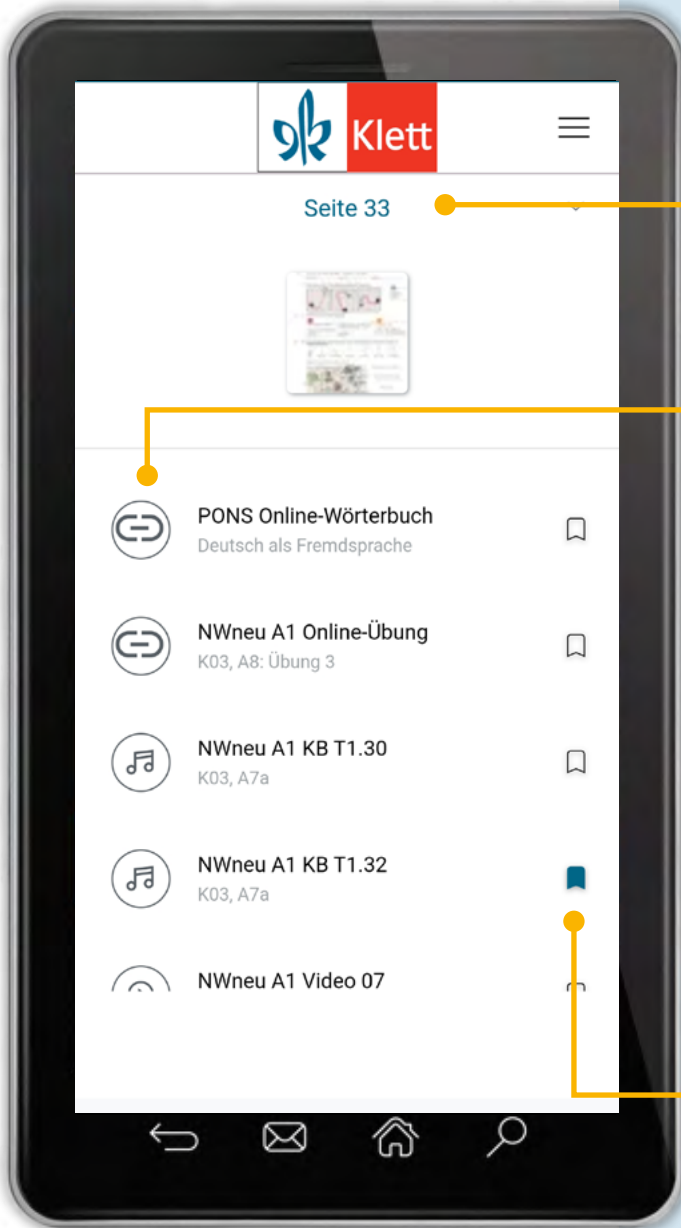 Klett
Seite 33
PONS Online-Wörterbuch
Deutsch als Fremdsprache
NWneu A1 Online-Übung
K03, A8: Übung 3
NWneu A1 KB T1.30
K03, A7a
NWneu A1 KB T1.32
K03, A7a
NWneu A1 Video 07